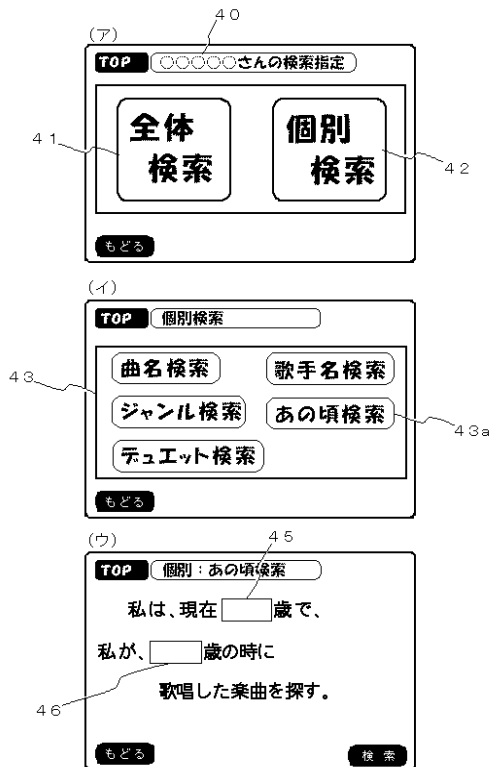 40
(ア)
TOP ○○○○○さんの検索指定
全体 個別
検索 検索
41
42
もどる
(イ)
TOP 個別検索
43
曲名検索 歌手名検索
ジャンル検索 あの頃検索
43a
デュエット検索
もどる
(ウ)
45
TOP 個別：あの頃検索
私は、現在 歳で、
私が、 歳の時に
歌唱した楽曲を探す。
46
もどる 検索